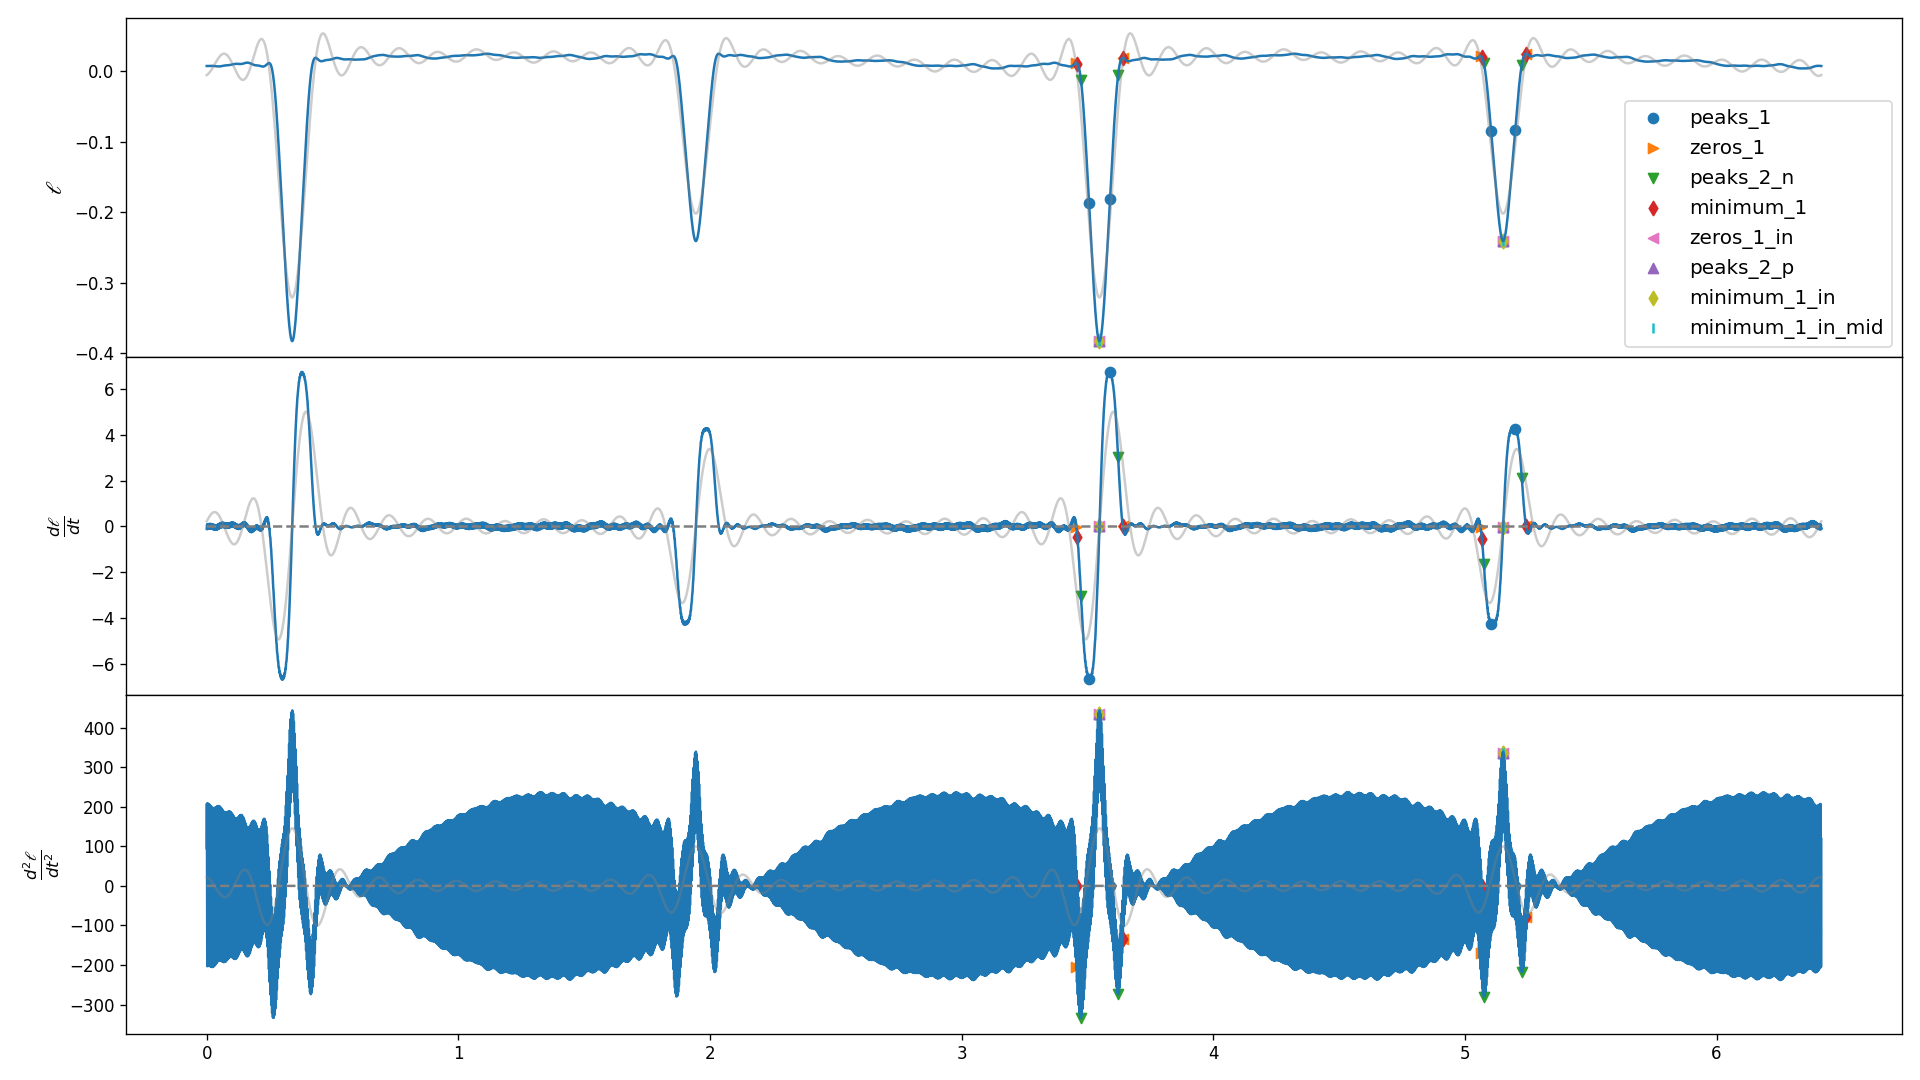 0.0
−0.1
−0.2
−0.3
−0.4
ℓ
peaks_1
zeros_1
peaks_2_n
minimum_1
zeros_1_in
peaks_2_p
minimum_1_in
minimum_1_in_mid
6
4
2
0
−2
−4
−6
dℓ
dt
400
300
200
100
0
−100
−200
−300
d²ℓ
dt²
0 1 2 3 4 5 6